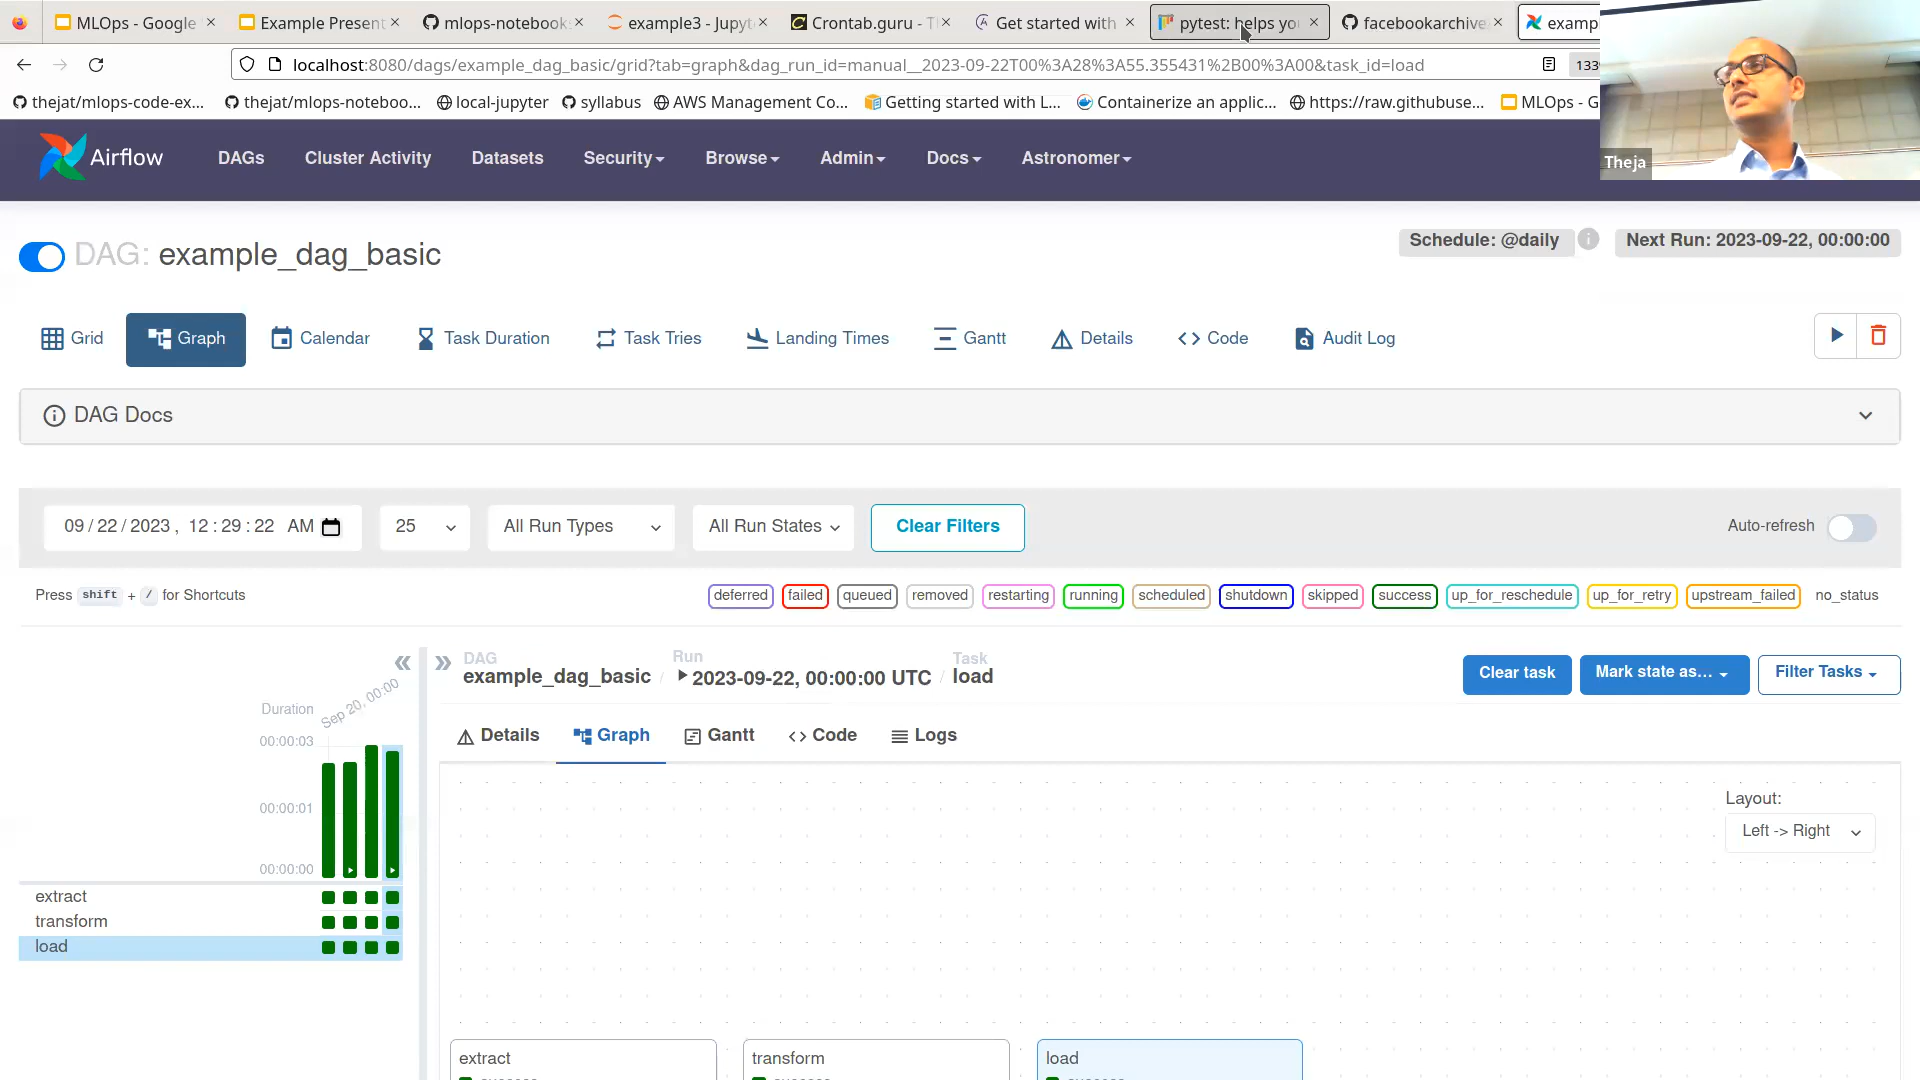 MLOps - Google
Example Present
mlops-notebook
example3 - Jupyt
Crontab.guru - T
Get started with
pytest: helps yo
facebookarchive
examp
localhost:8080/dags/example_dag_basic/grid?tab=graph&dag_run_id=manual__2023-09-22T00%3A28%3A55.355431%2B00%3A00&task_id=load
133
thejat/mlops-code-ex...
thejat/mlops-noteboo...
local-jupyter
syllabus
AWS Management Co...
Getting started with L...
Containerize an applic...
https://raw.githubuse...
MLOps - G
Theja
Airflow
DAGs
Cluster Activity
Datasets
Security
Browse
Admin
Docs
Astronomer
DAG: example_dag_basic
Schedule: @daily
Next Run: 2023-09-22, 00:00:00
Grid
Graph
Calendar
Task Duration
Task Tries
Landing Times
Gantt
Details
Code
Audit Log
DAG Docs
09/22/2023, 12:29:22 AM
25
All Run Types
All Run States
Clear Filters
Auto-refresh
Press shift + / for Shortcuts
deferred
failed
queued
removed
restarting
running
scheduled
shutdown
skipped
success
up_for_reschedule
up_for_retry
upstream_failed
no_status
DAG
example_dag_basic
Run
2023-09-22, 00:00:00 UTC
Task
load
Clear task
Mark state as...
Filter Tasks
Duration
Sep 20, 00:00
00:00:03
00:00:01
00:00:00
extract
transform
load
Details
Graph
Gantt
Code
Logs
Layout:
Left -> Right
extract
transform
load